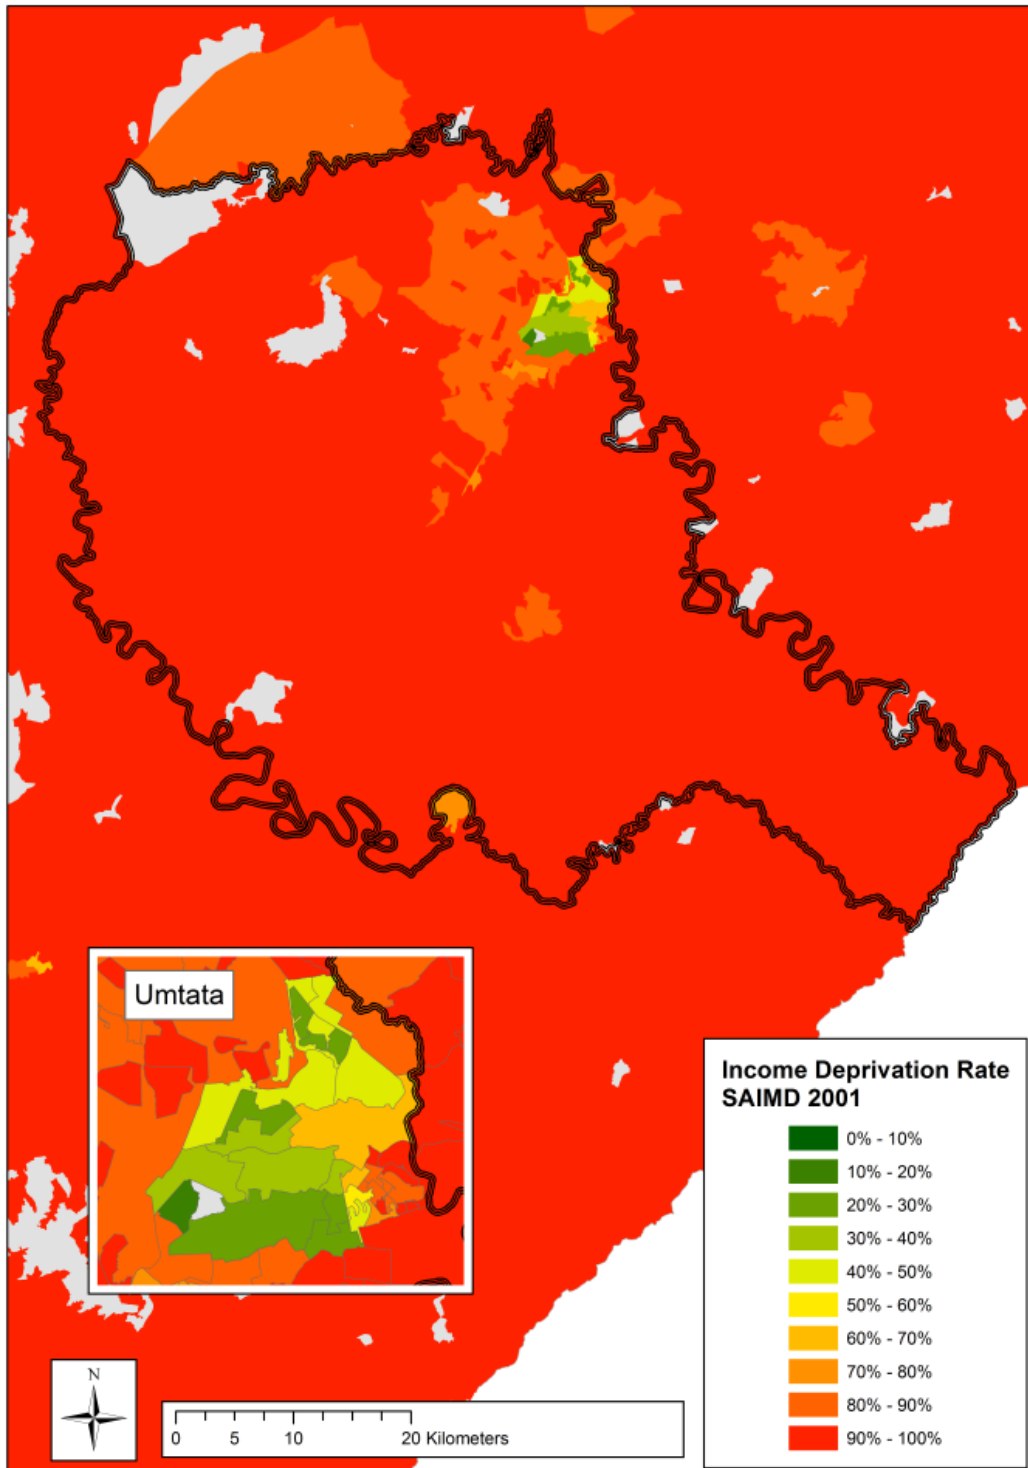 Umtata
Income Deprivation Rate
SAIMD 2001
0% - 10%
10% - 20%
20% - 30%
30% - 40%
40% - 50%
50% - 60%
60% - 70%
70% - 80%
80% - 90%
90% - 100%
N
0 5 10 20 Kilometers